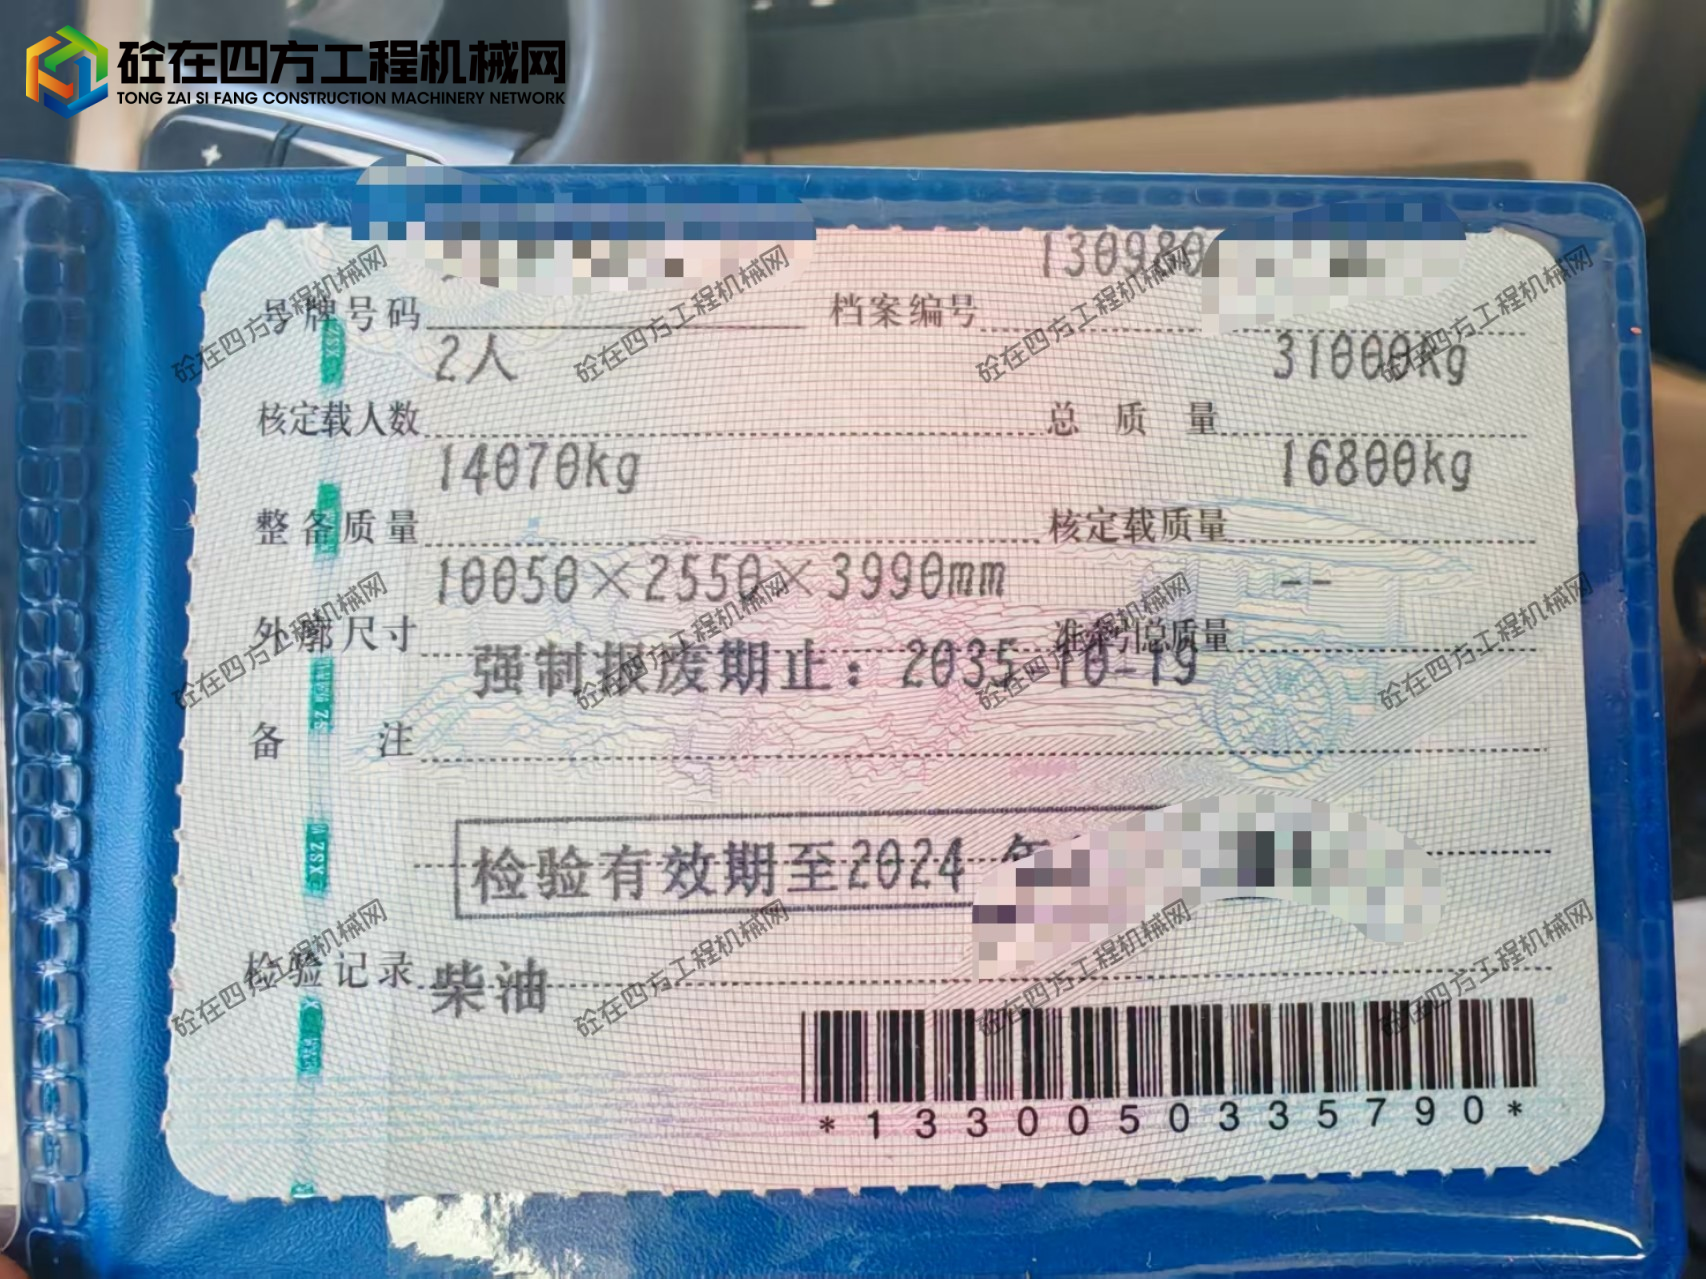 砼在四方工程机械网
TONG ZAI SI FANG CONSTRUCTION MACHINERY NETWORK
130980
号牌号码 档案编号
2人 31000kg
核定载人数 总质量
14070kg 16800kg
整备质量 核定载质量
10050×2550×3990mm --
外廓尺寸 准牵引总质量
强制报废期止：2035-10-19
备注
检验有效期至2024年
检验记录 柴油
*1330050335790*